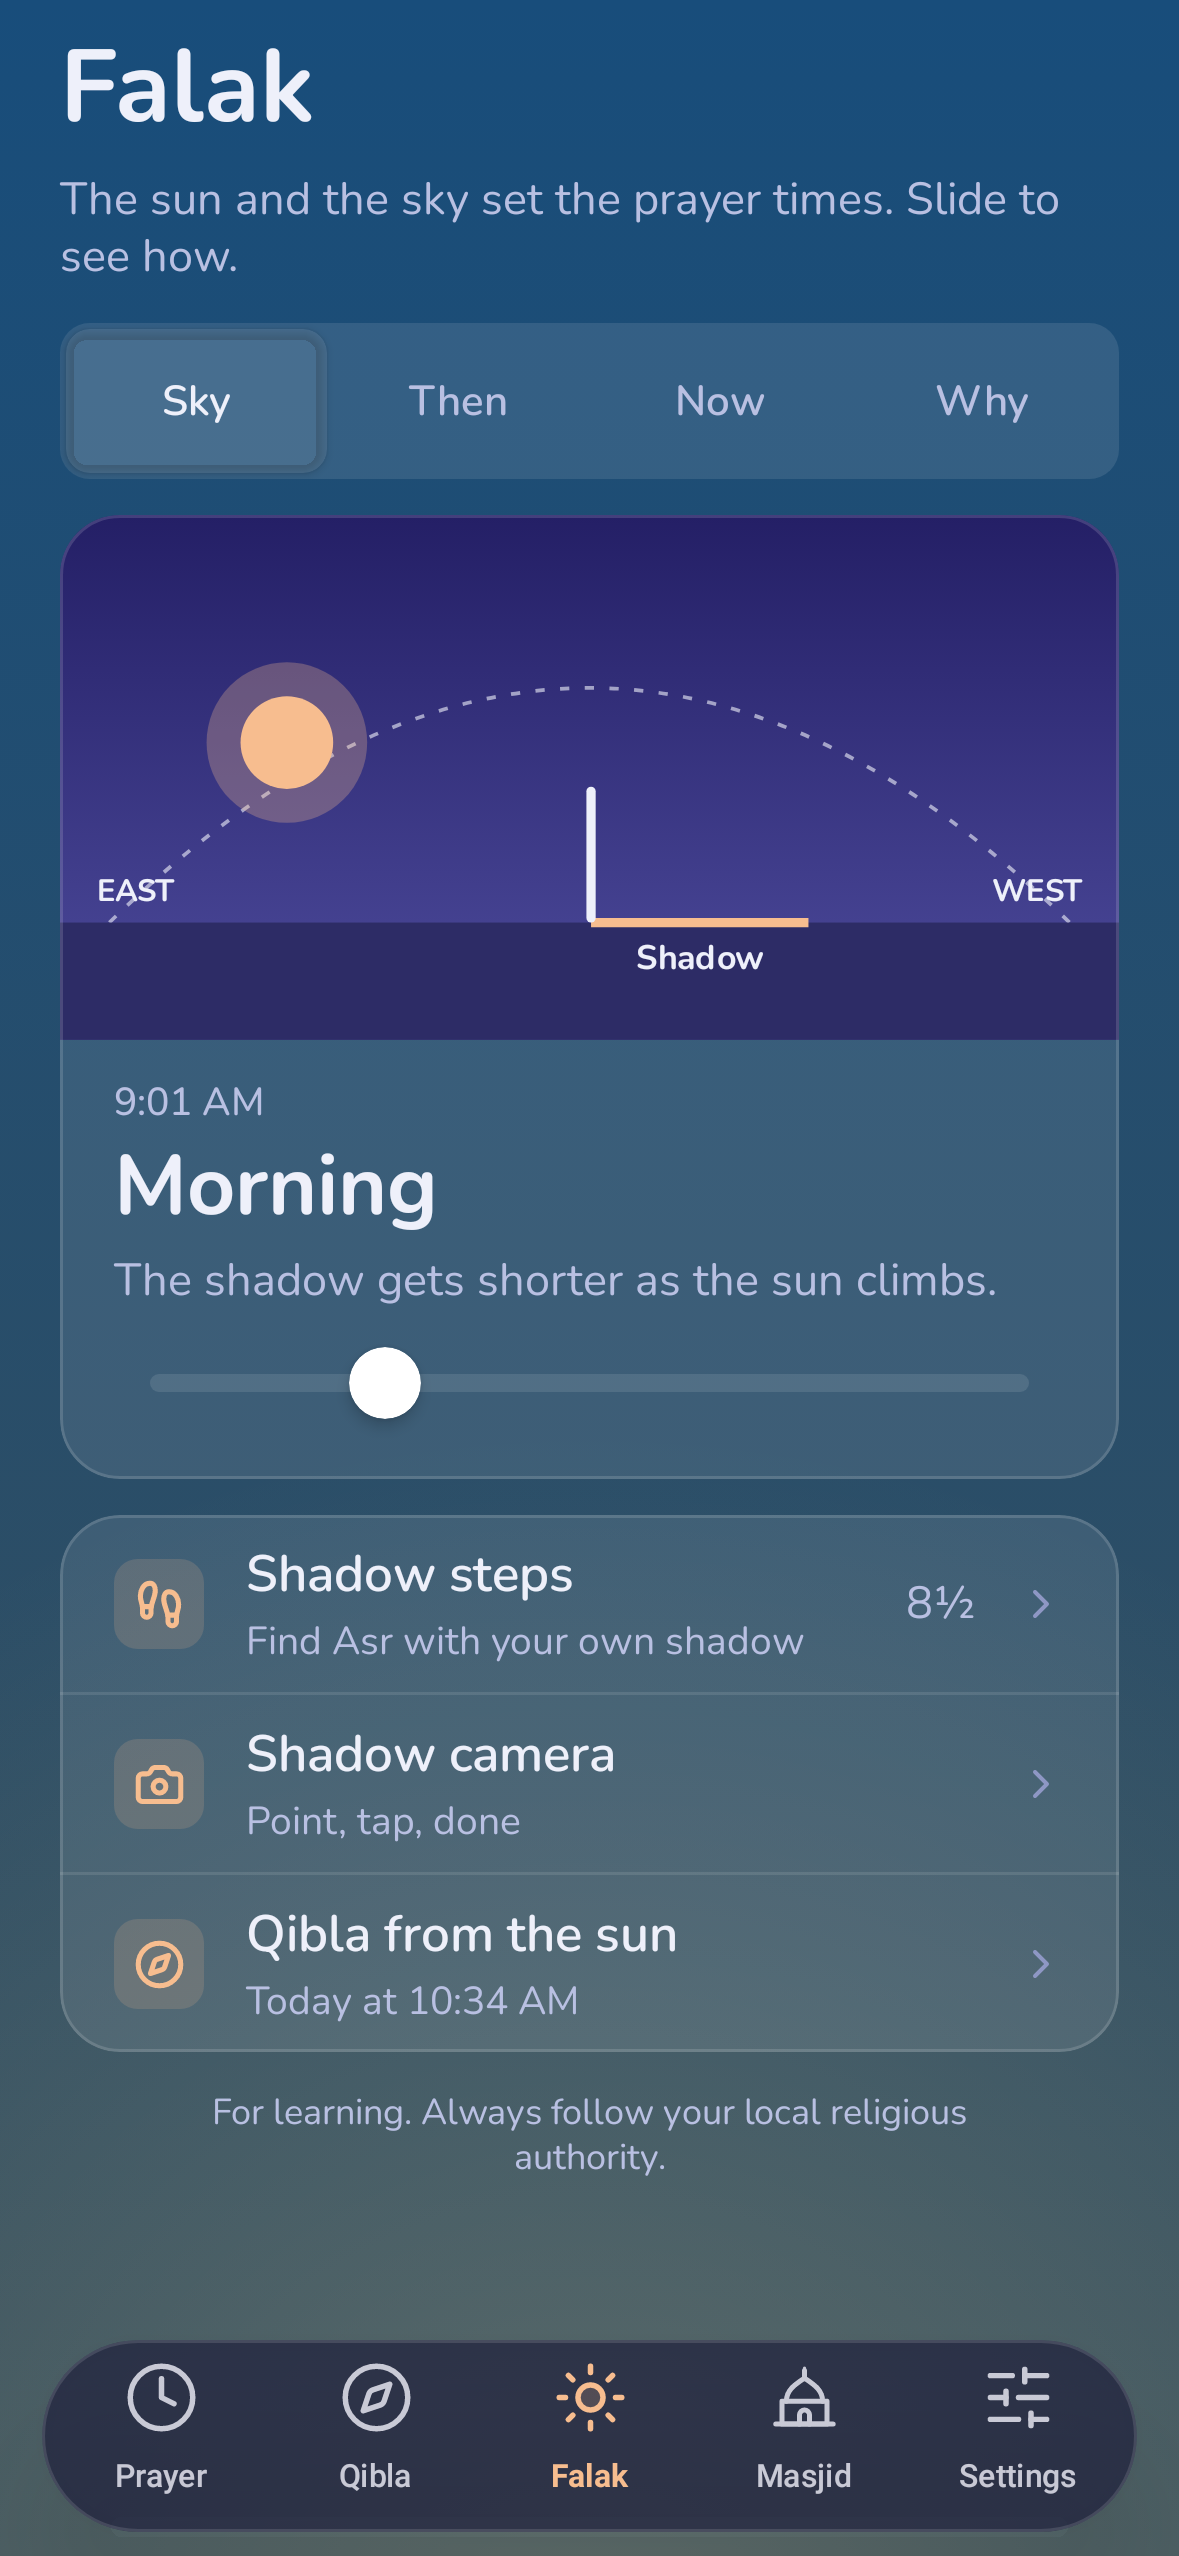 Falak
The sun and the sky set the prayer times. Slide to
see how.
Sky
Then
Now
Why
EAST
WEST
Shadow
9:01 AM
Morning
The shadow gets shorter as the sun climbs.
Shadow steps
Find Asr with your own shadow
8½
Shadow camera
Point, tap, done
Qibla from the sun
Today at 10:34 AM
For learning. Always follow your local religious
authority.
Prayer
Qibla
Falak
Masjid
Settings